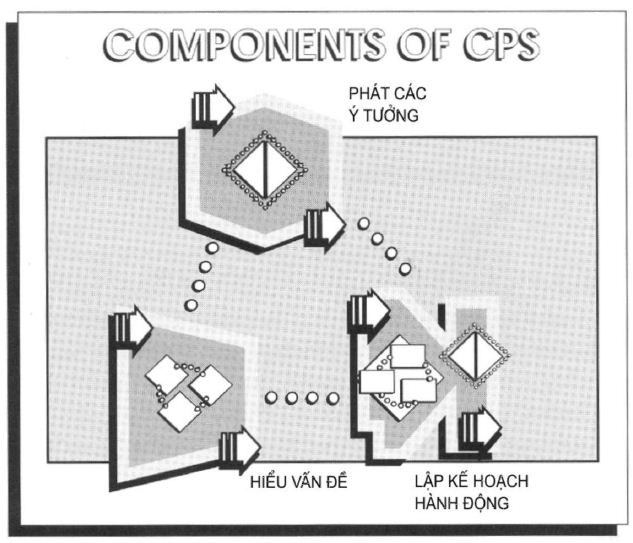 COMPONENTS OF CPS
PHÁT CÁC
Ý TƯỞNG
HIỂU VẤN ĐỀ
LẬP KẾ HOẠCH
HÀNH ĐỘNG